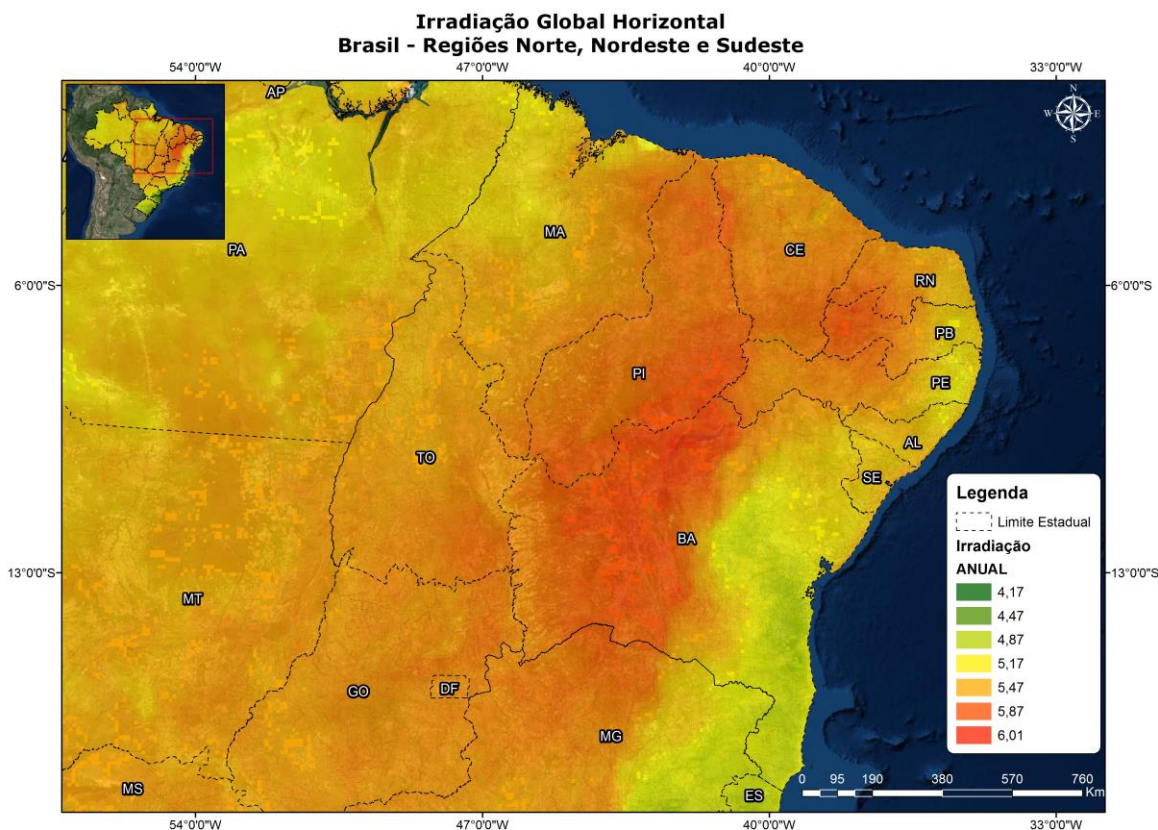 Irradiação Global Horizontal
Brasil - Regiões Norte, Nordeste e Sudeste
54°0'0"W 47°0'0"W 40°0'0"W 33°0'0"W
AP
N
W E
S
PA
MA
CE
6°0'0"S
RN
6°0'0"S
PB
PI
PE
AL
TO
SE
BA
13°0'0"S
13°0'0"S
MT
GO
DF
MG
MS
ES
Legenda
Limite Estadual
Irradiação
ANUAL
4,17
4,47
4,87
5,17
5,47
5,87
6,01
0 95 190 380 570 760
Km
54°0'0"W 47°0'0"W 40°0'0"W 33°0'0"W